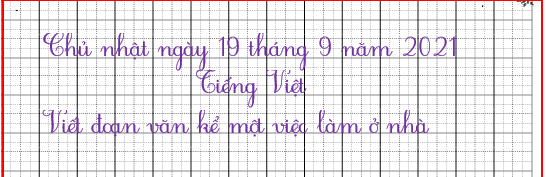 Chủ nhật ngày 19 tháng 9 năm 2021
Tiếng Việt
Viết đoạn văn kể một việc làm ở nhà